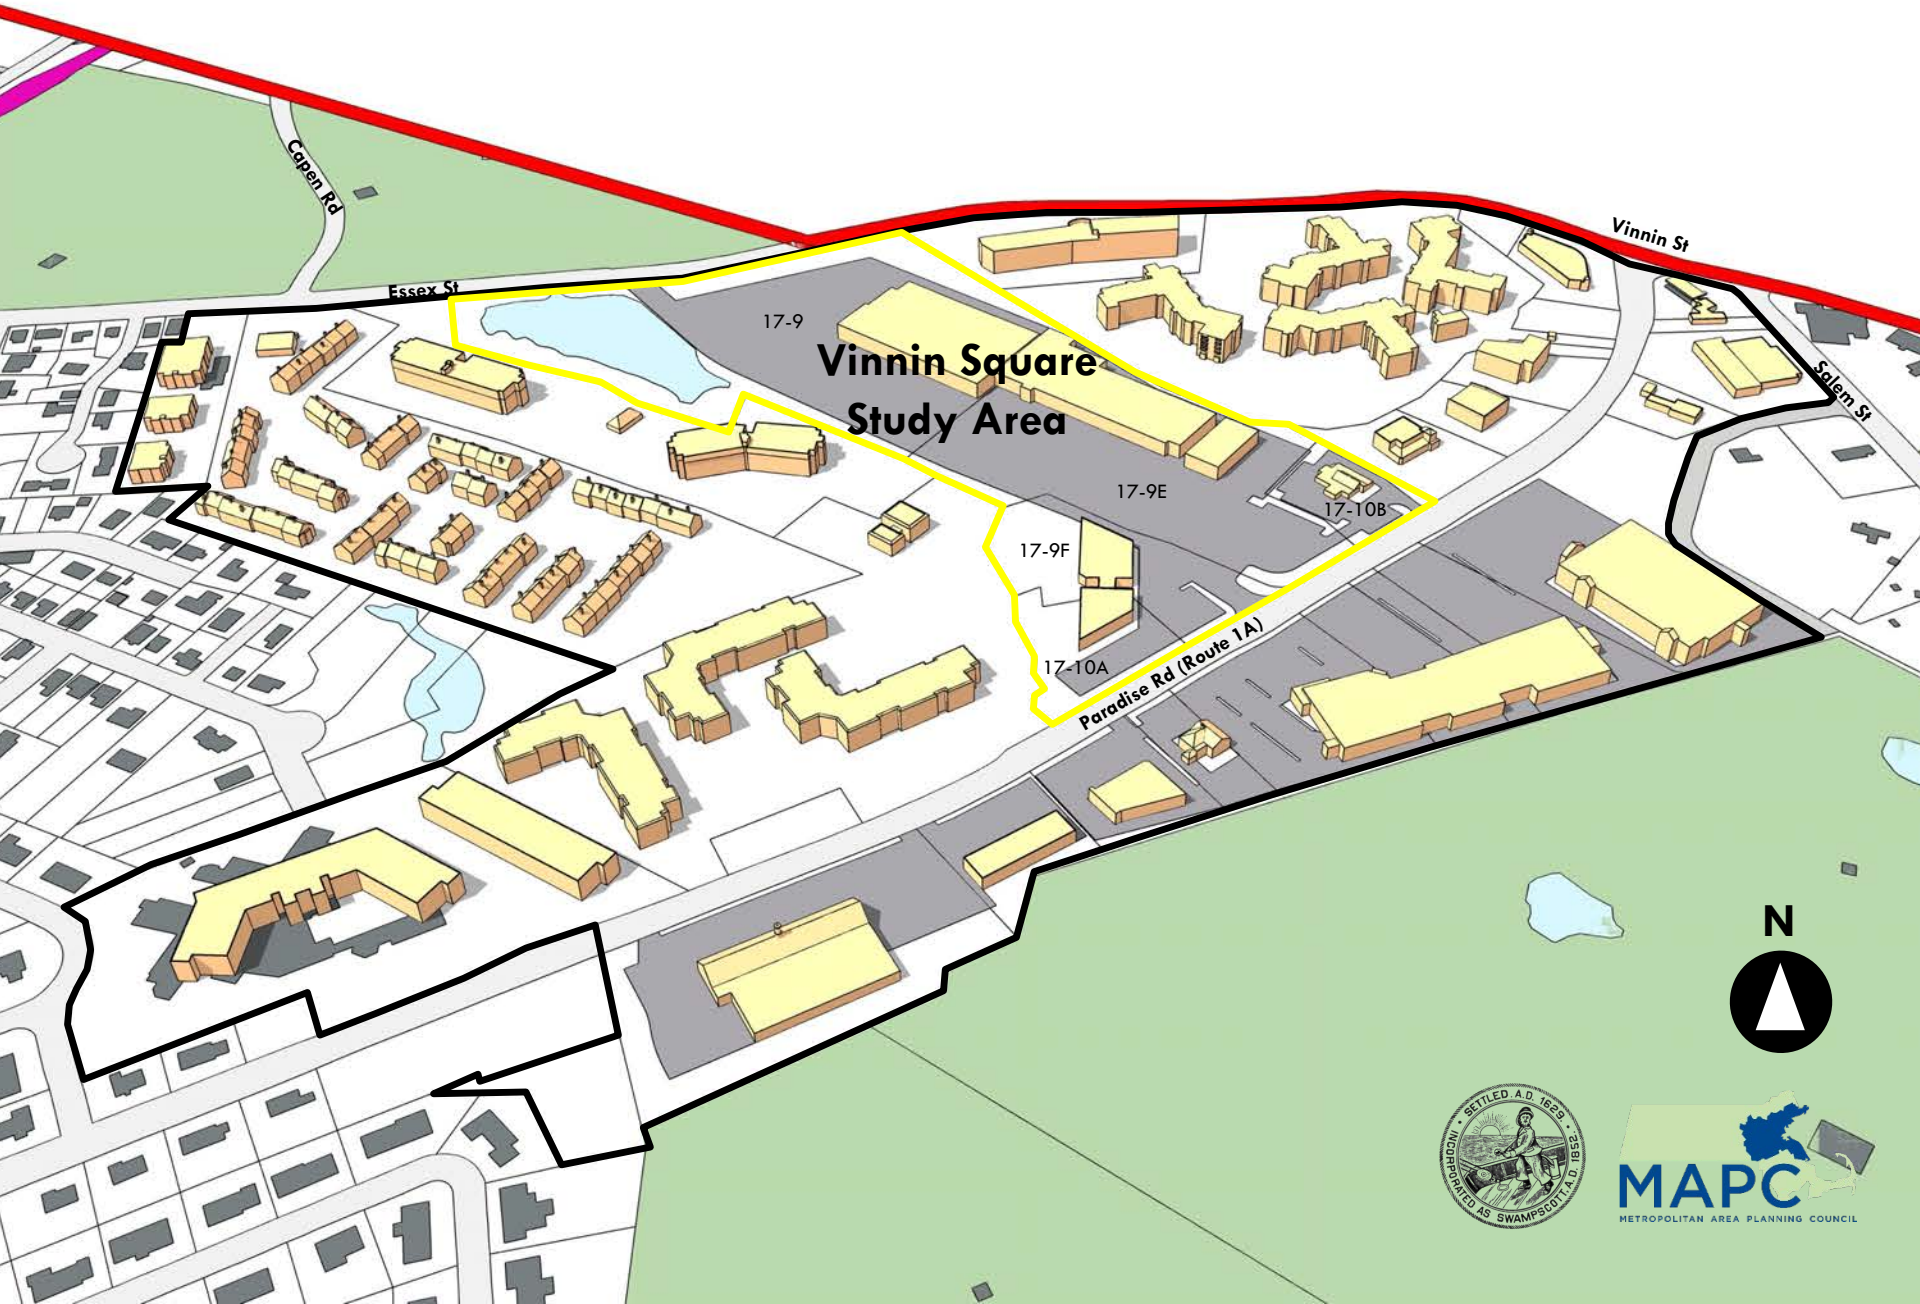 Capen Rd
Vinnin St
Essex St
17-9
Vinnin Square
Study Area
Salem St
17-9E
17-10B
17-9F
17-10A
Paradise Rd (Route 1A)
N
SETTLED. A.D. 1629.
INCORPORATED AS SWAMPSCOTT. A.D. 1852.
MAPC
METROPOLITAN AREA PLANNING COUNCIL